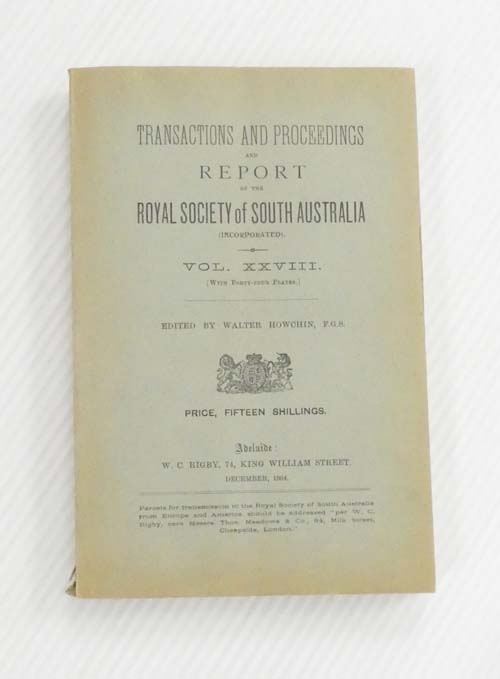 TRANSACTIONS AND PROCEEDINGS
AND
REPORT
OF THE
ROYAL SOCIETY of SOUTH AUSTRALIA
(INCORPORATED).
VOL. XXVIII.
[WITH FORTY-FOUR PLATES.]
EDITED BY WALTER HOWCHIN, F.G.S.
PRICE, FIFTEEN SHILLINGS.
Adelaide:
W. C. RIGBY, 74, KING WILLIAM STREET.
DECEMBER, 1904.
Parcels for transmission to the Royal Society of South Australia
from Europe and America should be addressed "per W. C.
Rigby, care Messrs Thos. Meadows & Co., 34, Milk Street,
Cheapside, London."